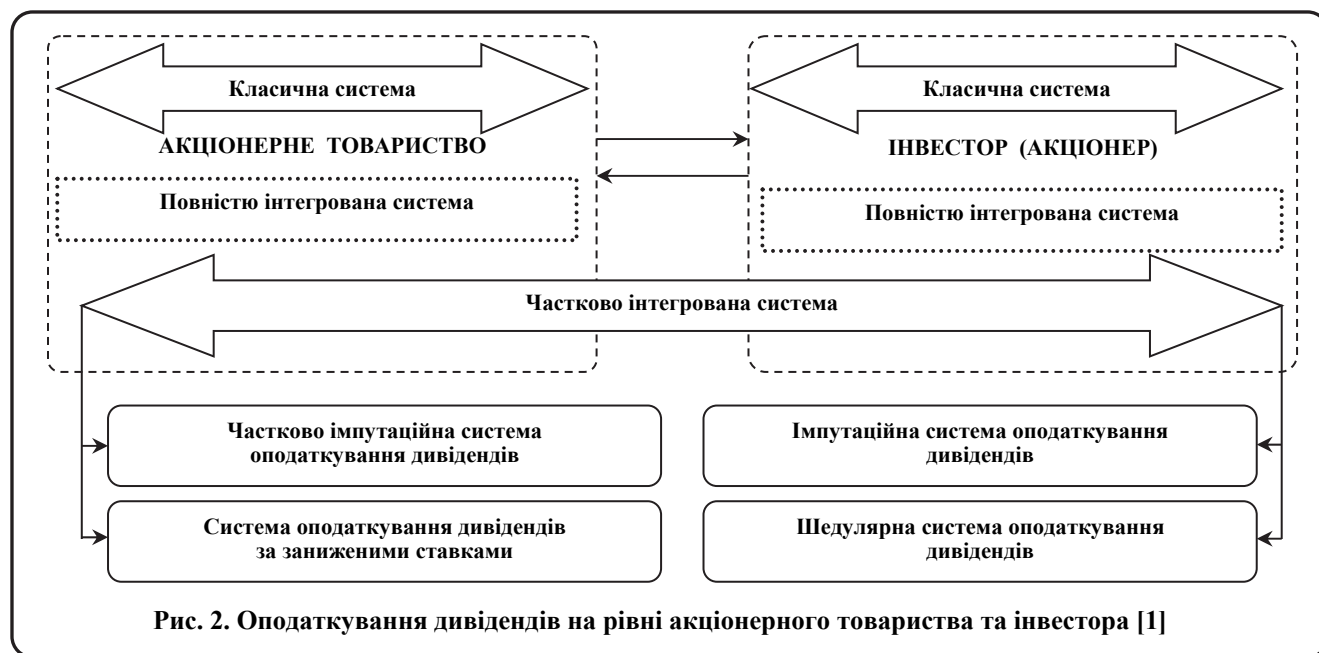 Класична система
АКЦІОНЕРНЕ ТОВАРИСТВО
Повністю інтегрована система
Класична система
ІНВЕСТОР (АКЦІОНЕР)
Повністю інтегрована система
Частково інтегрована система
Частково імпутаційна система
оподаткування дивідендів
Імпутаційна система оподаткування
дивідендів
Система оподаткування дивідендів
за заниженими ставками
Шедулярна система оподаткування
дивідендів
Рис. 2. Оподаткування дивідендів на рівні акціонерного товариства та інвестора [1]